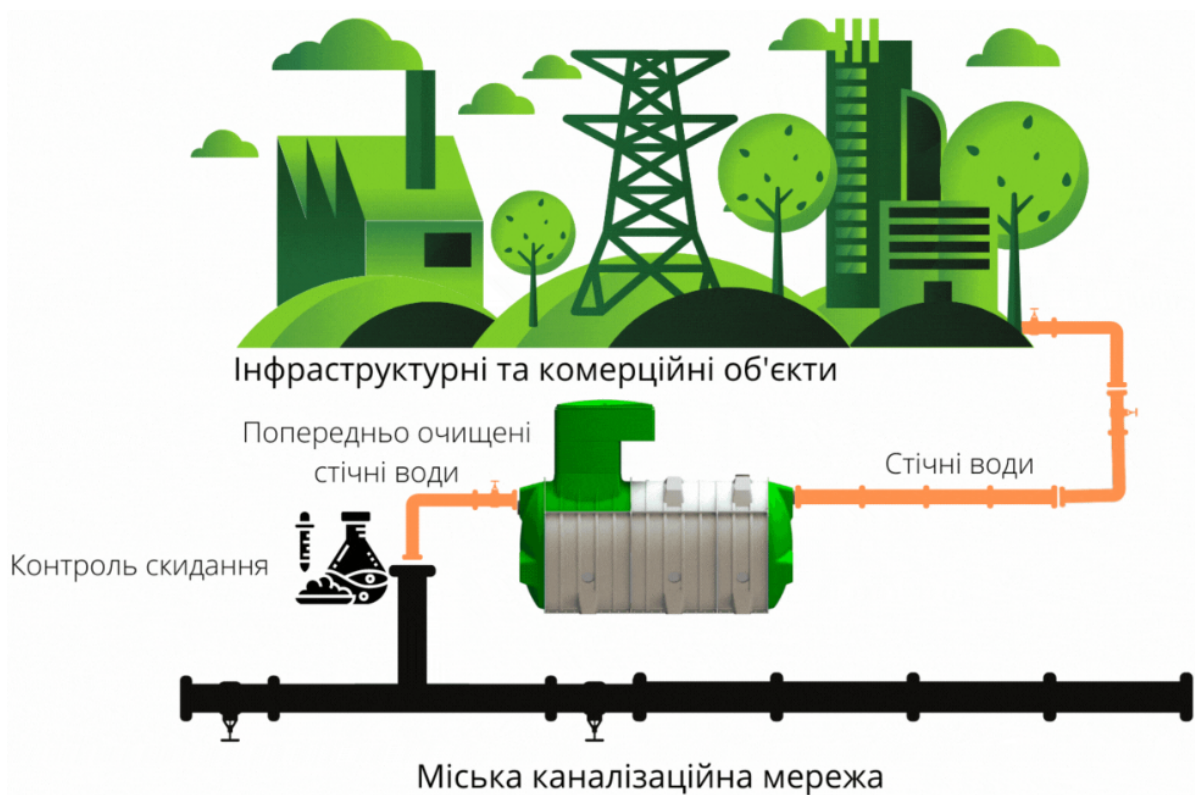 Інфраструктурні та комерційні об'єкти
Попередньо очищені
стічні води
Стічні води
Контроль скидання
Міська каналізаційна мережа